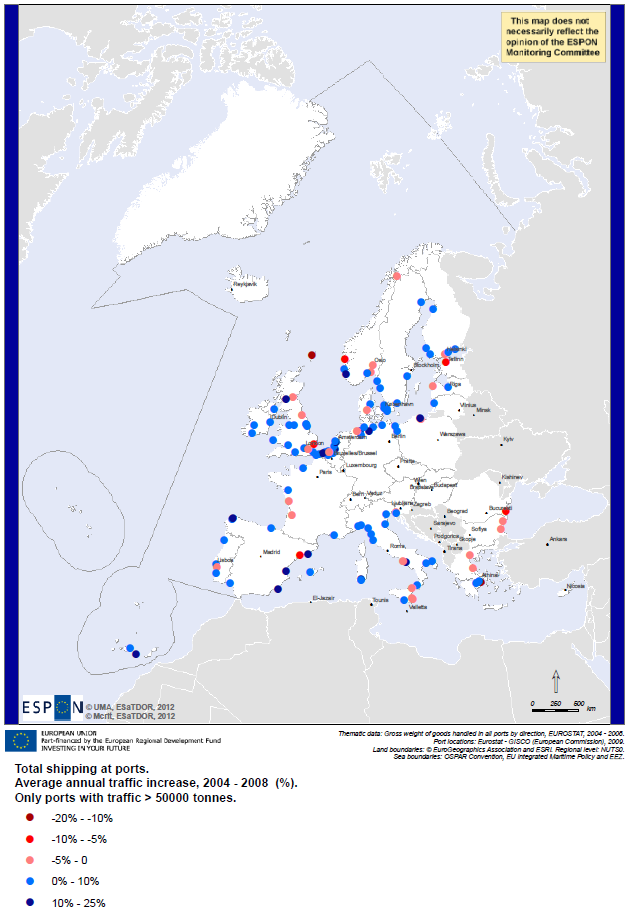 This map does not
necessarily reflect the
opinion of the ESPON
Monitoring Committee
Reykjavik
Oslo
Tallinn
Stockholm
Riga
Dublin
Vilnius
Minsk
Amsterdam
Berlin
Warszawa
Kyiv
Bruxelles/Brussel
Praha
Luxembourg
Paris
Wien
Kishinev
Bratislava
Budapest
Bern
Vaduz
Ljubljana
Zagreb
Beograd
Bucuresti
Sarajevo
Sofiya
Podgorica
Skopje
Madrid
Roma
Tirana
Ankara
Lisboa
Athinai
Nicosia
El-Jazair
Tounis
Valletta
ESPON
© UMA, ESaTDOR, 2012
© Mcrit, ESaTDOR, 2012
0 250 500
km
EUROPEAN UNION
Part-financed by the European Regional Development Fund
INVESTING IN YOUR FUTURE
Thematic data: Gross weight of goods handled in all ports by direction, EUROSTAT, 2004 - 2008.
Port locations: Eurostat - GISCO (European Commission), 2009.
Land boundaries: © EuroGeographics Association and ESRI. Regional level: NUTS0.
Sea boundaries: OSPAR Convention, EU Integrated Maritime Policy and EEZ.
Total shipping at ports.
Average annual traffic increase, 2004 - 2008 (%).
Only ports with traffic > 50000 tonnes.
-20% - -10%
-10% - -5%
-5% - 0
0% - 10%
10% - 25%